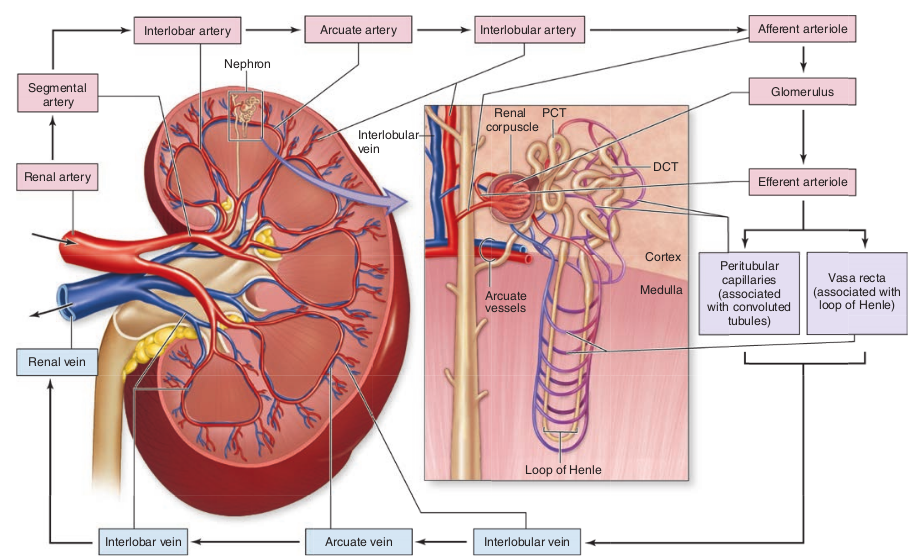 Interlobar artery
Arcuate artery
Interlobular artery
Afferent arteriole
Nephron
Segmental
artery
Glomerulus
Renal
corpuscle
PCT
Interlobular
vein
DCT
Renal artery
Efferent arteriole
Cortex
Medulla
Peritubular
capillaries
(associated
with convoluted
tubules)
Vasa recta
(associated with
loop of Henle)
Arcuate
vessels
Renal vein
Loop of Henle
Interlobar vein
Arcuate vein
Interlobular vein